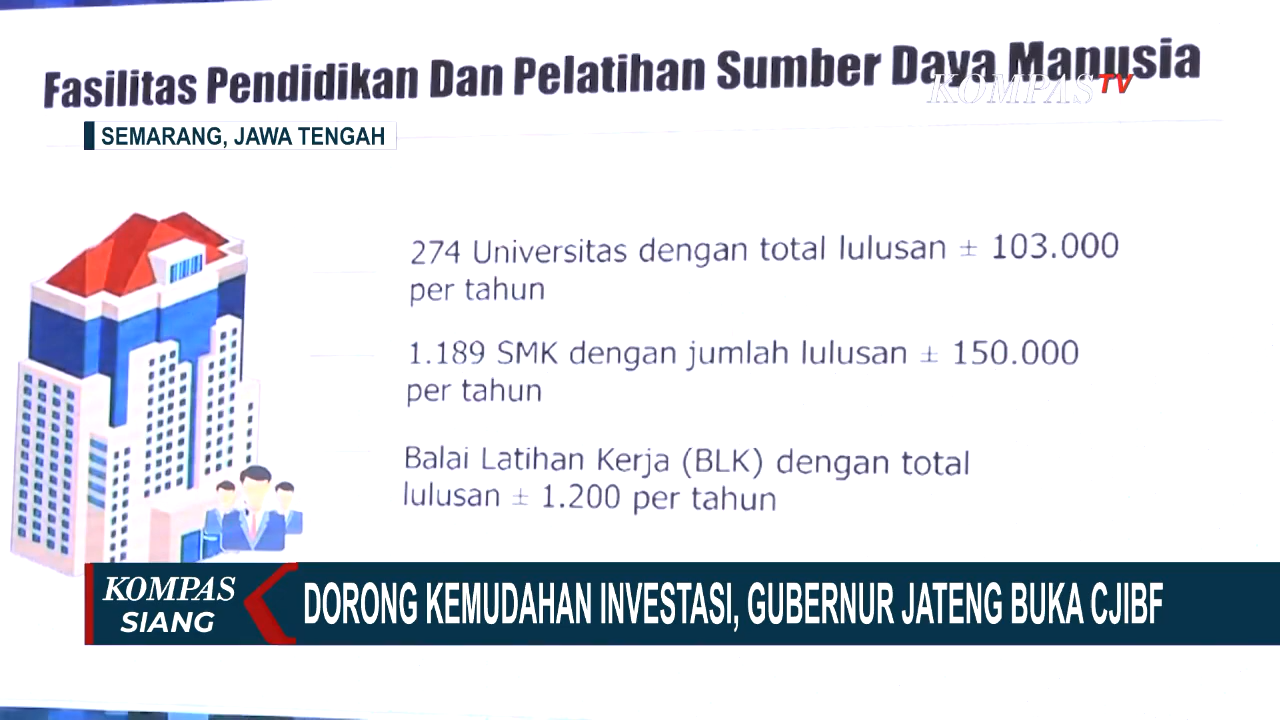 Fasilitas Pendidikan Dan Pelatihan Sumber Daya Manusia
KOMPAS TV
SEMARANG, JAWA TENGAH
274 Universitas dengan total lulusan ± 103.000
per tahun
1.189 SMK dengan jumlah lulusan ± 150.000
per tahun
Balai Latihan Kerja (BLK) dengan total
lulusan ± 1.200 per tahun
KOMPAS
SIANG
DORONG KEMUDAHAN INVESTASI, GUBERNUR JATENG BUKA CJIBF